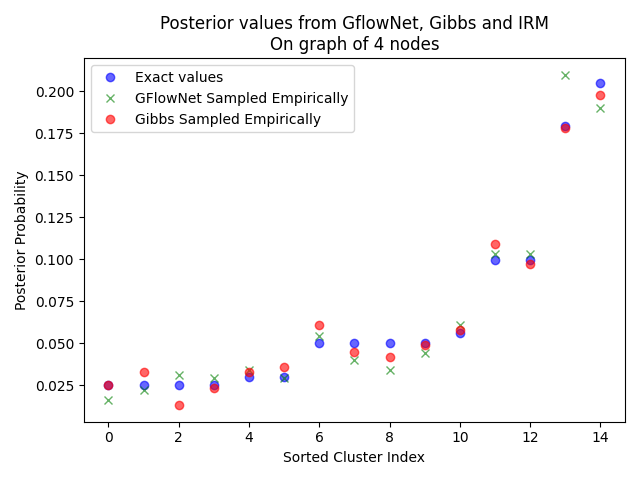 Posterior values from GflowNet, Gibbs and IRM
On graph of 4 nodes
Exact values
GFlowNet Sampled Empirically
Gibbs Sampled Empirically
0.200
0.175
0.150
0.125
0.100
0.075
0.050
0.025
Posterior Probability
0 2 4 6 8 10 12 14
Sorted Cluster Index